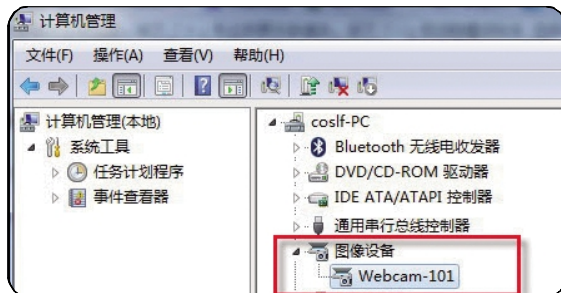 计算机管理
文件(F) 操作(A) 查看(V) 帮助(H)
计算机管理(本地)
系统工具
任务计划程序
事件查看器
coslf-PC
Bluetooth 无线电收发器
DVD/CD-ROM 驱动器
IDE ATA/ATAPI 控制器
通用串行总线控制器
图像设备
Webcam-101